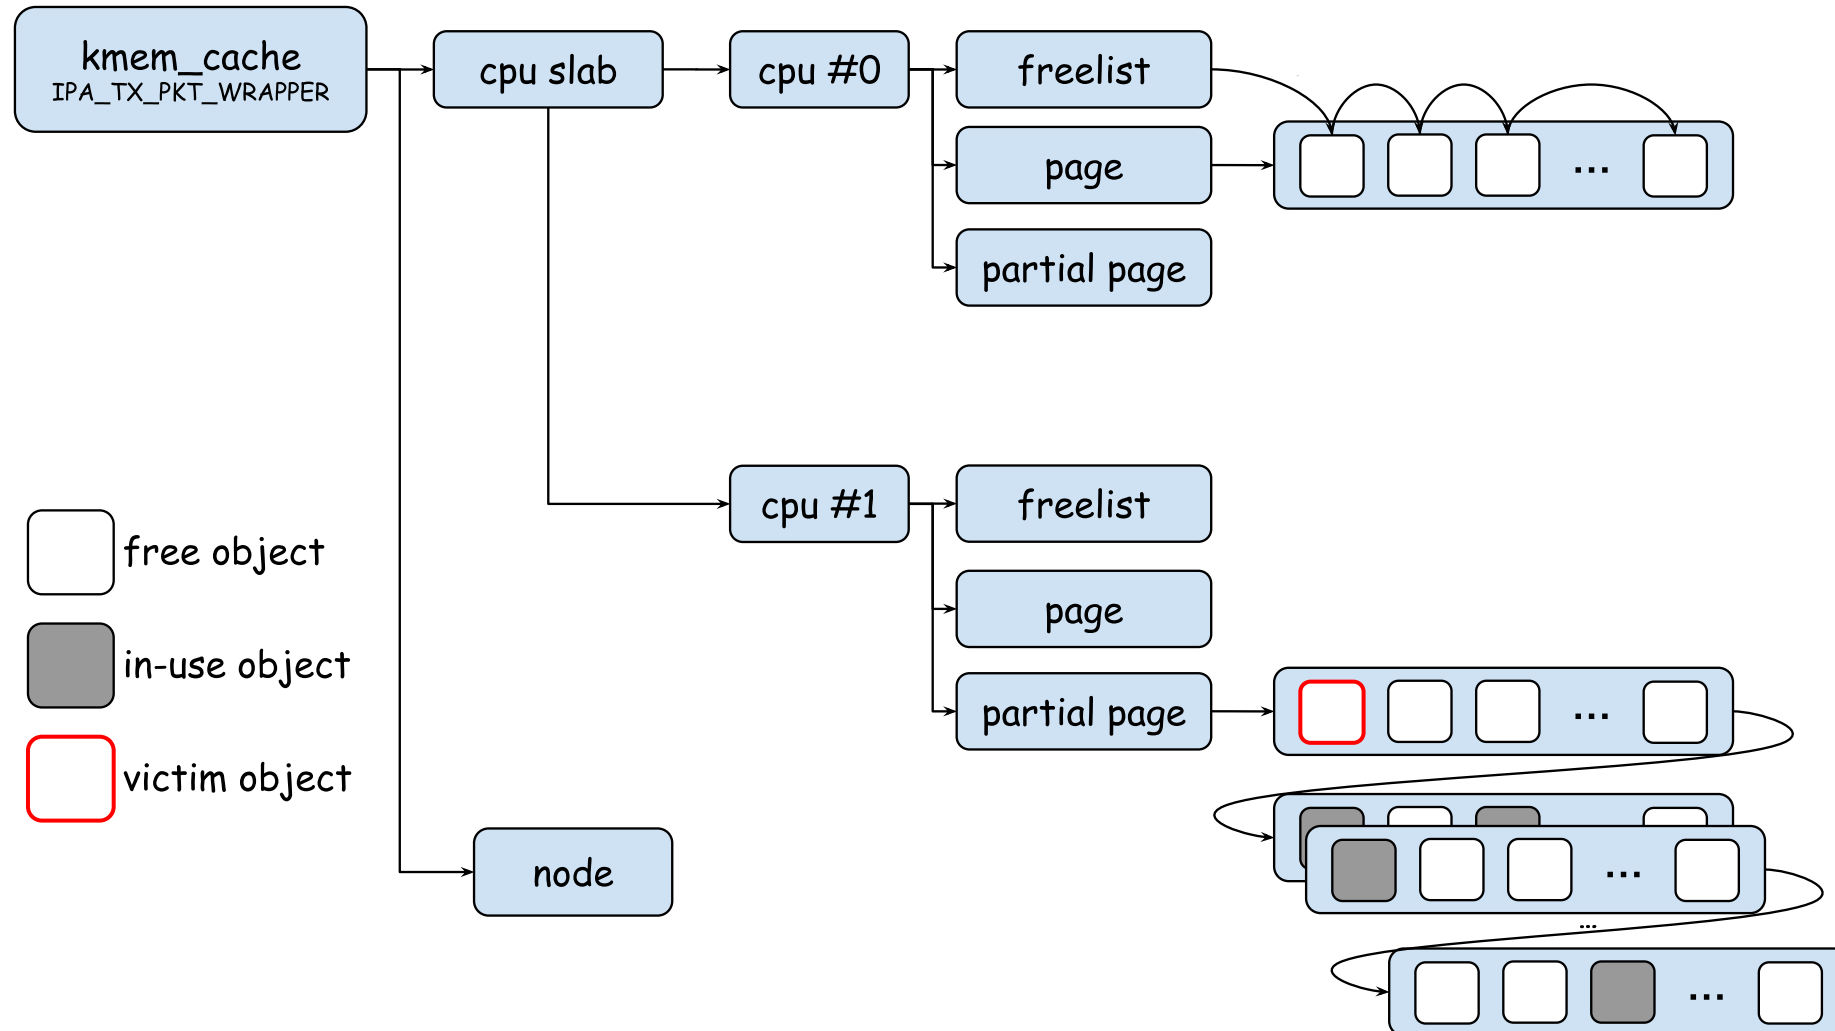 kmem_cache
IPA_TX_PKT_WRAPPER
cpu slab
cpu #0
freelist
page
...
partial page
cpu #1
freelist
free object
page
in-use object
partial page
...
victim object
node
...
...
...